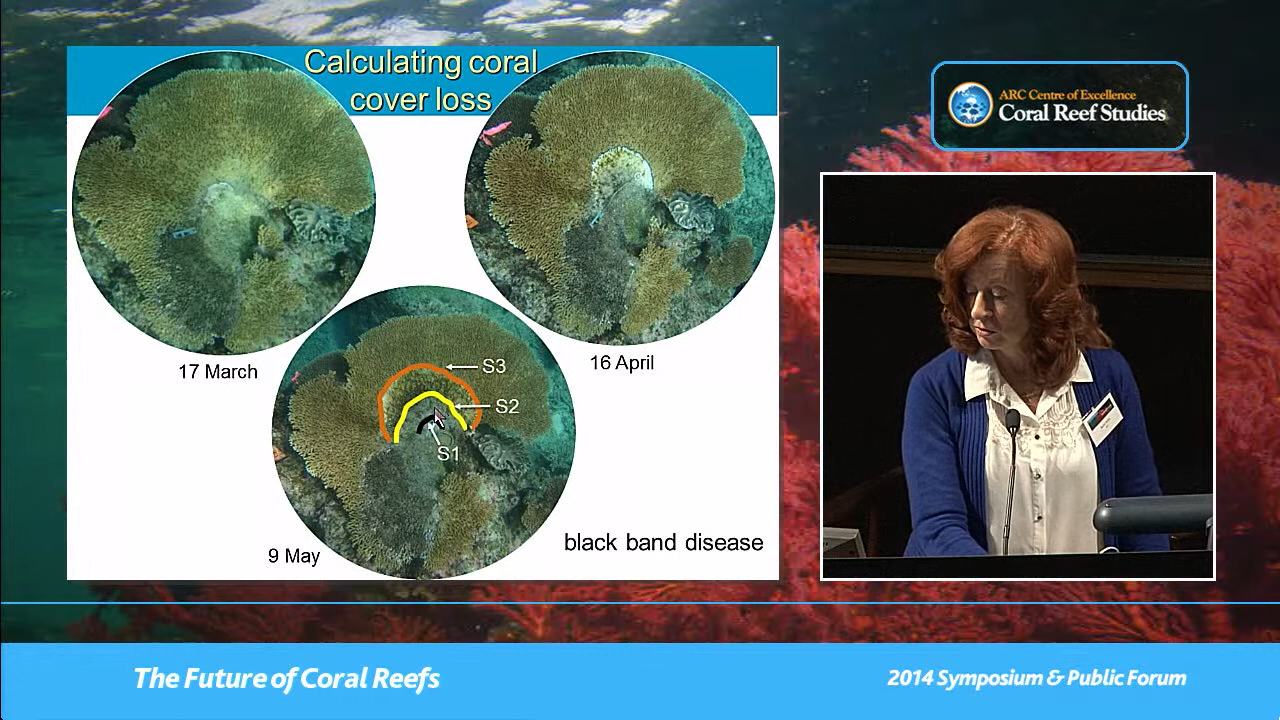 Calculating coral
cover loss
17 March
16 April
S3
S2
S1
9 May
black band disease
ARC Centre of Excellence
Coral Reef Studies
The Future of Coral Reefs
2014 Symposium & Public Forum